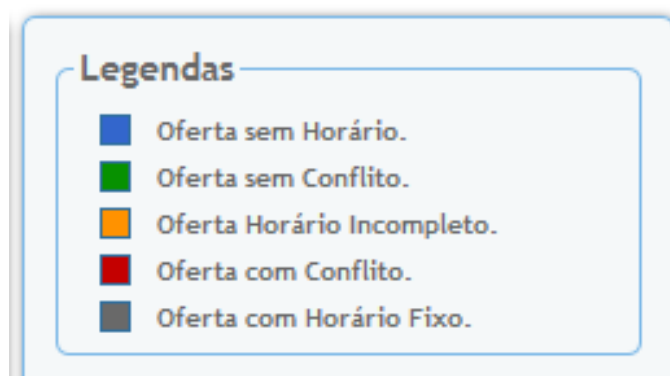 Legendas
Oferta sem Horário.
Oferta sem Conflito.
Oferta Horário Incompleto.
Oferta com Conflito.
Oferta com Horário Fixo.